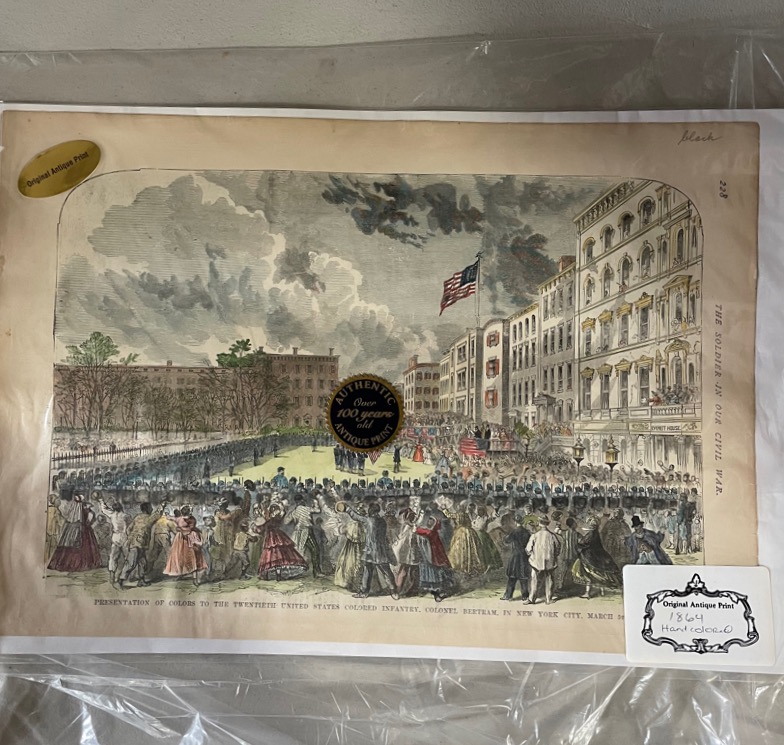 black
Original Antique Print
228
THE SOLDIER IN OUR CIVIL WAR.
AUTHENTIC
Over
100 years
old
ANTIQUE PRINT
HOUSE
PRESENTATION OF COLORS TO THE TWENTIETH UNITED STATES COLORED INFANTRY, COLONEL BERTRAM, IN NEW YORK CITY, MARCH
Original Antique Print
1864
Handcolored